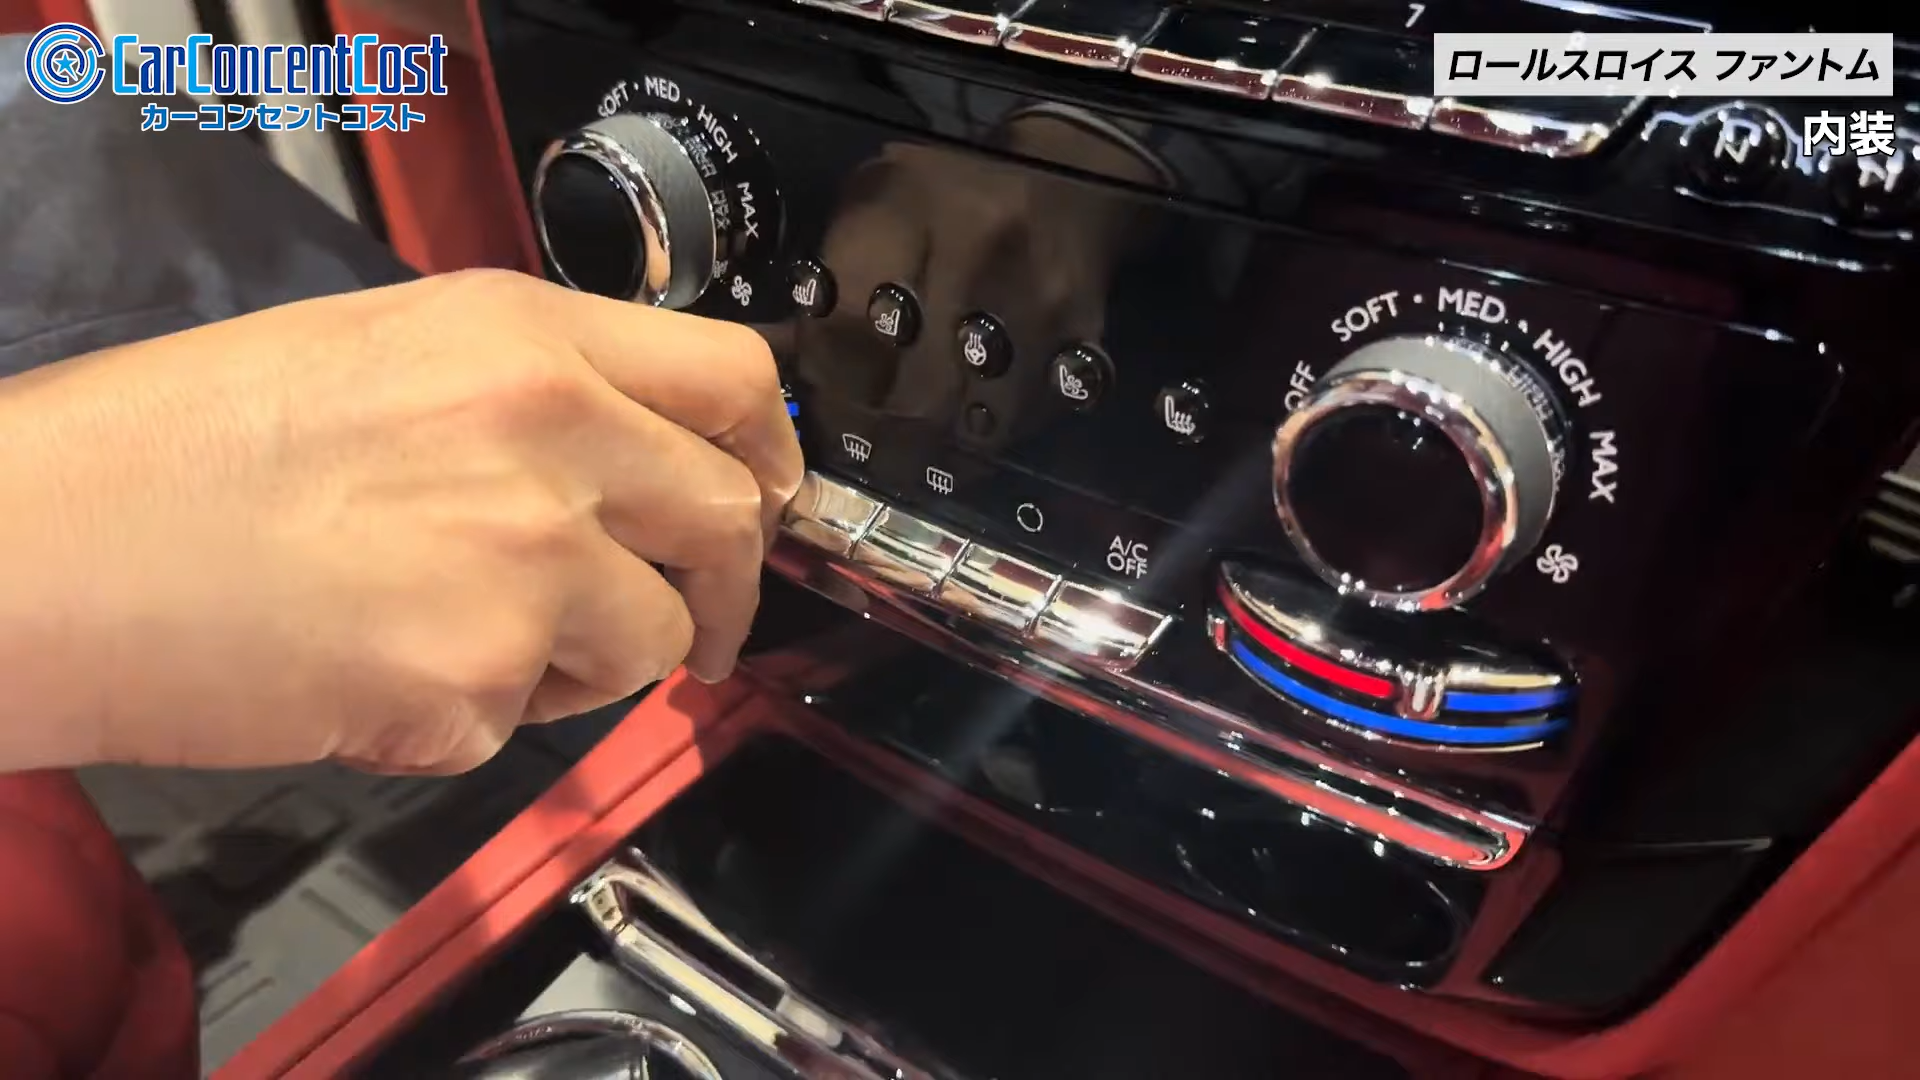 CarConcentCost
カーコンセントコスト
ロールスロイス ファントム
内装
7
SOFT · MED · HIGH MAX
OFF SOFT · MED · HIGH MAX
A/C
OFF